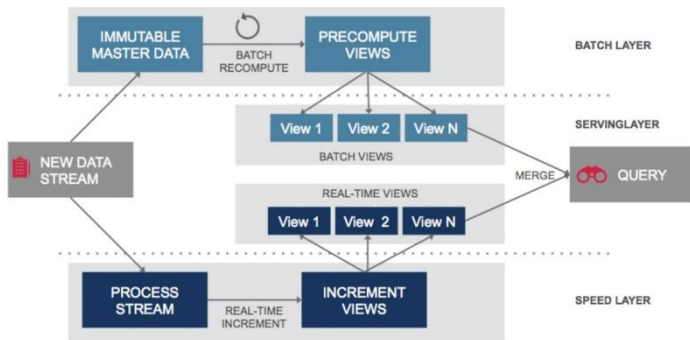 IMMUTABLE
MASTER DATA
BATCH
RECOMPUTE
PRECOMPUTE
VIEWS
BATCH LAYER
View 1
View 2
View N
BATCH VIEWS
SERVINGLAYER
NEW DATA
STREAM
MERGE
QUERY
REAL-TIME VIEWS
View 1
View 2
View N
PROCESS
STREAM
REAL-TIME
INCREMENT
INCREMENT
VIEWS
SPEED LAYER